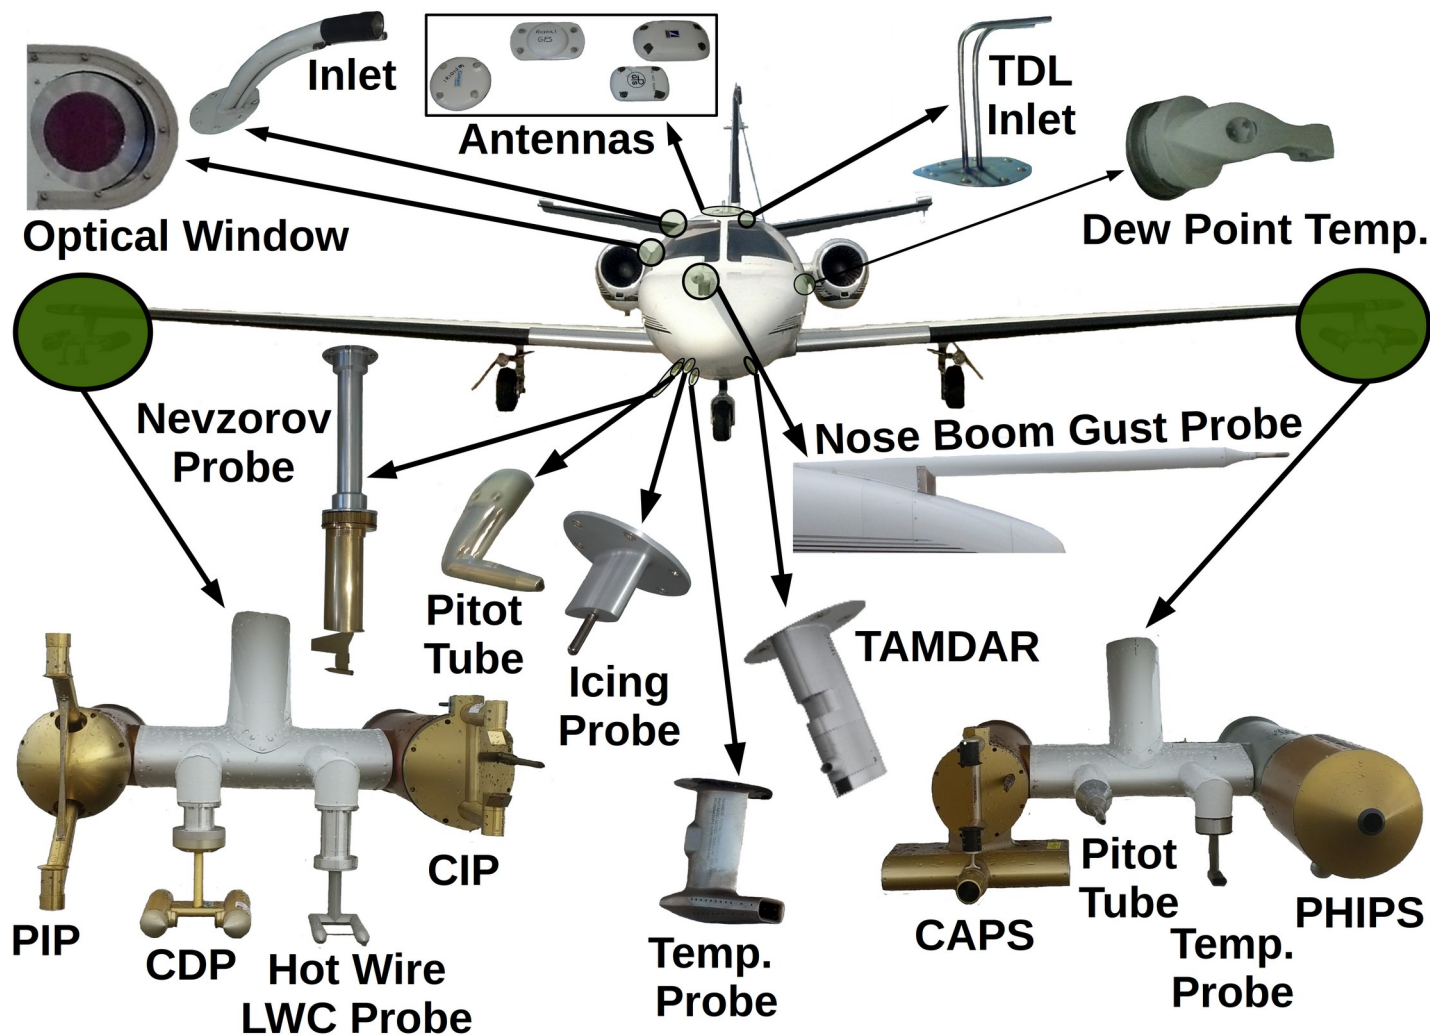 Inlet
Antennas
TDL
Inlet
Optical Window
Dew Point Temp.
Nevzorov
Probe
Nose Boom Gust Probe
Pitot
Tube
Icing
Probe
TAMDAR
PIP
CDP
Hot Wire
LWC Probe
CIP
Temp.
Probe
CAPS
Pitot
Tube
Temp.
Probe
PHIPS